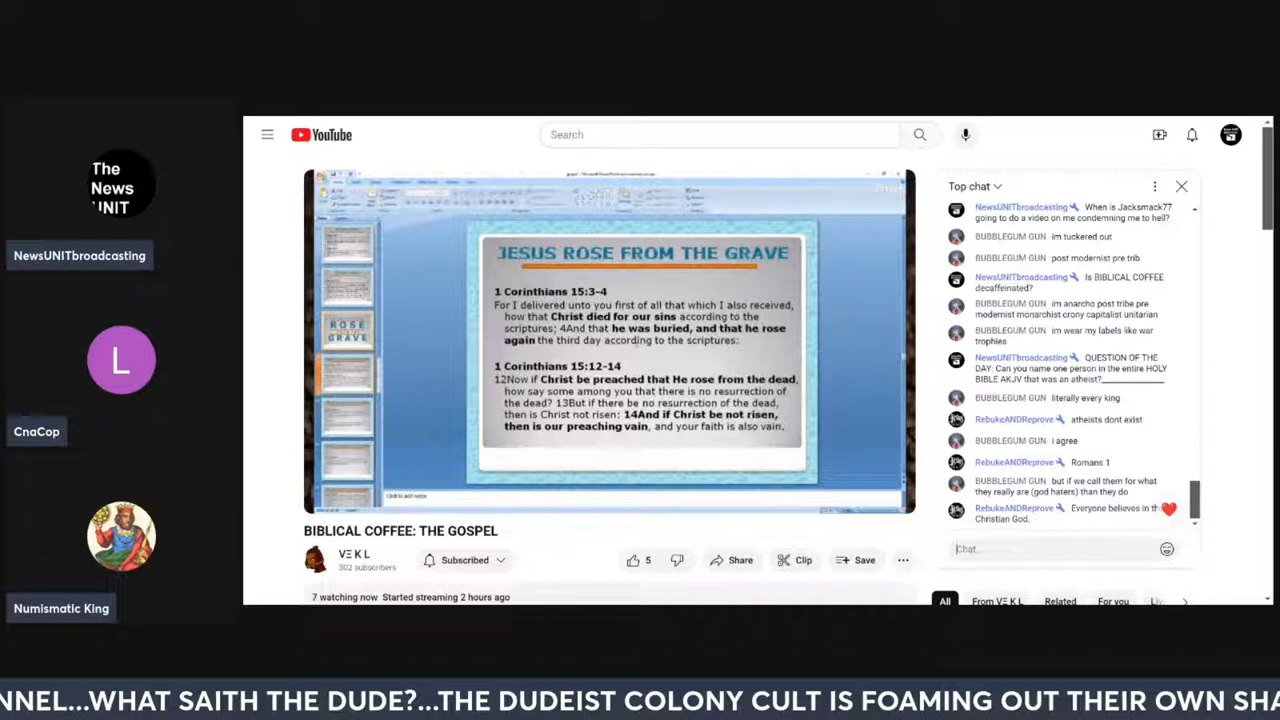 The
News
UNIT
NewsUNITbroadcasting
L
CnaCop
Numismatic King
YouTube
Search
JESUS ROSE FROM THE GRAVE
1 Corinthians 15:3-4
For I delivered unto you first of all that which I also received,
how that Christ died for our sins according to the
scriptures; 4And that he was buried, and that he rose
again the third day according to the scriptures:
1 Corinthians 15:12-14
12Now if Christ be preached that He rose from the dead,
how say some among you that there is no resurrection of
the dead? 13But if there be no resurrection of the dead,
then is Christ not risen: 14And if Christ be not risen,
then is our preaching vain, and your faith is also vain.
ROSE
GRAVE
Click to add notes
BIBLICAL COFFEE: THE GOSPEL
VΞ K L
302 subscribers
Subscribed
5
Share
Clip
Save
7 watching now Started streaming 2 hours ago
Top chat
NewsUNITbroadcasting When is Jacksmack77
going to do a video on me condemning me to hell?
BUBBLEGUM GUN im tuckered out
BUBBLEGUM GUN post modernist pre trib
NewsUNITbroadcasting Is BIBLICAL COFFEE
decaffeinated?
BUBBLEGUM GUN im anarcho post tribe pre
modernist monarchist crony capitalist unitarian
BUBBLEGUM GUN im wear my labels like war
trophies
NewsUNITbroadcasting QUESTION OF THE
DAY: Can you name one person in the entire HOLY
BIBLE AKJV that was an atheist?____________
BUBBLEGUM GUN literally every king
RebukeANDReprove atheists dont exist
BUBBLEGUM GUN i agree
RebukeANDReprove Romans 1
BUBBLEGUM GUN but if we call them for what
they really are (god haters) than they do
RebukeANDReprove Everyone believes in th
Christian God.
Chat...
All From VΞ K L Related For you Li
NNEL...WHAT SAITH THE DUDE?...THE DUDEIST COLONY CULT IS FOAMING OUT THEIR OWN SHA